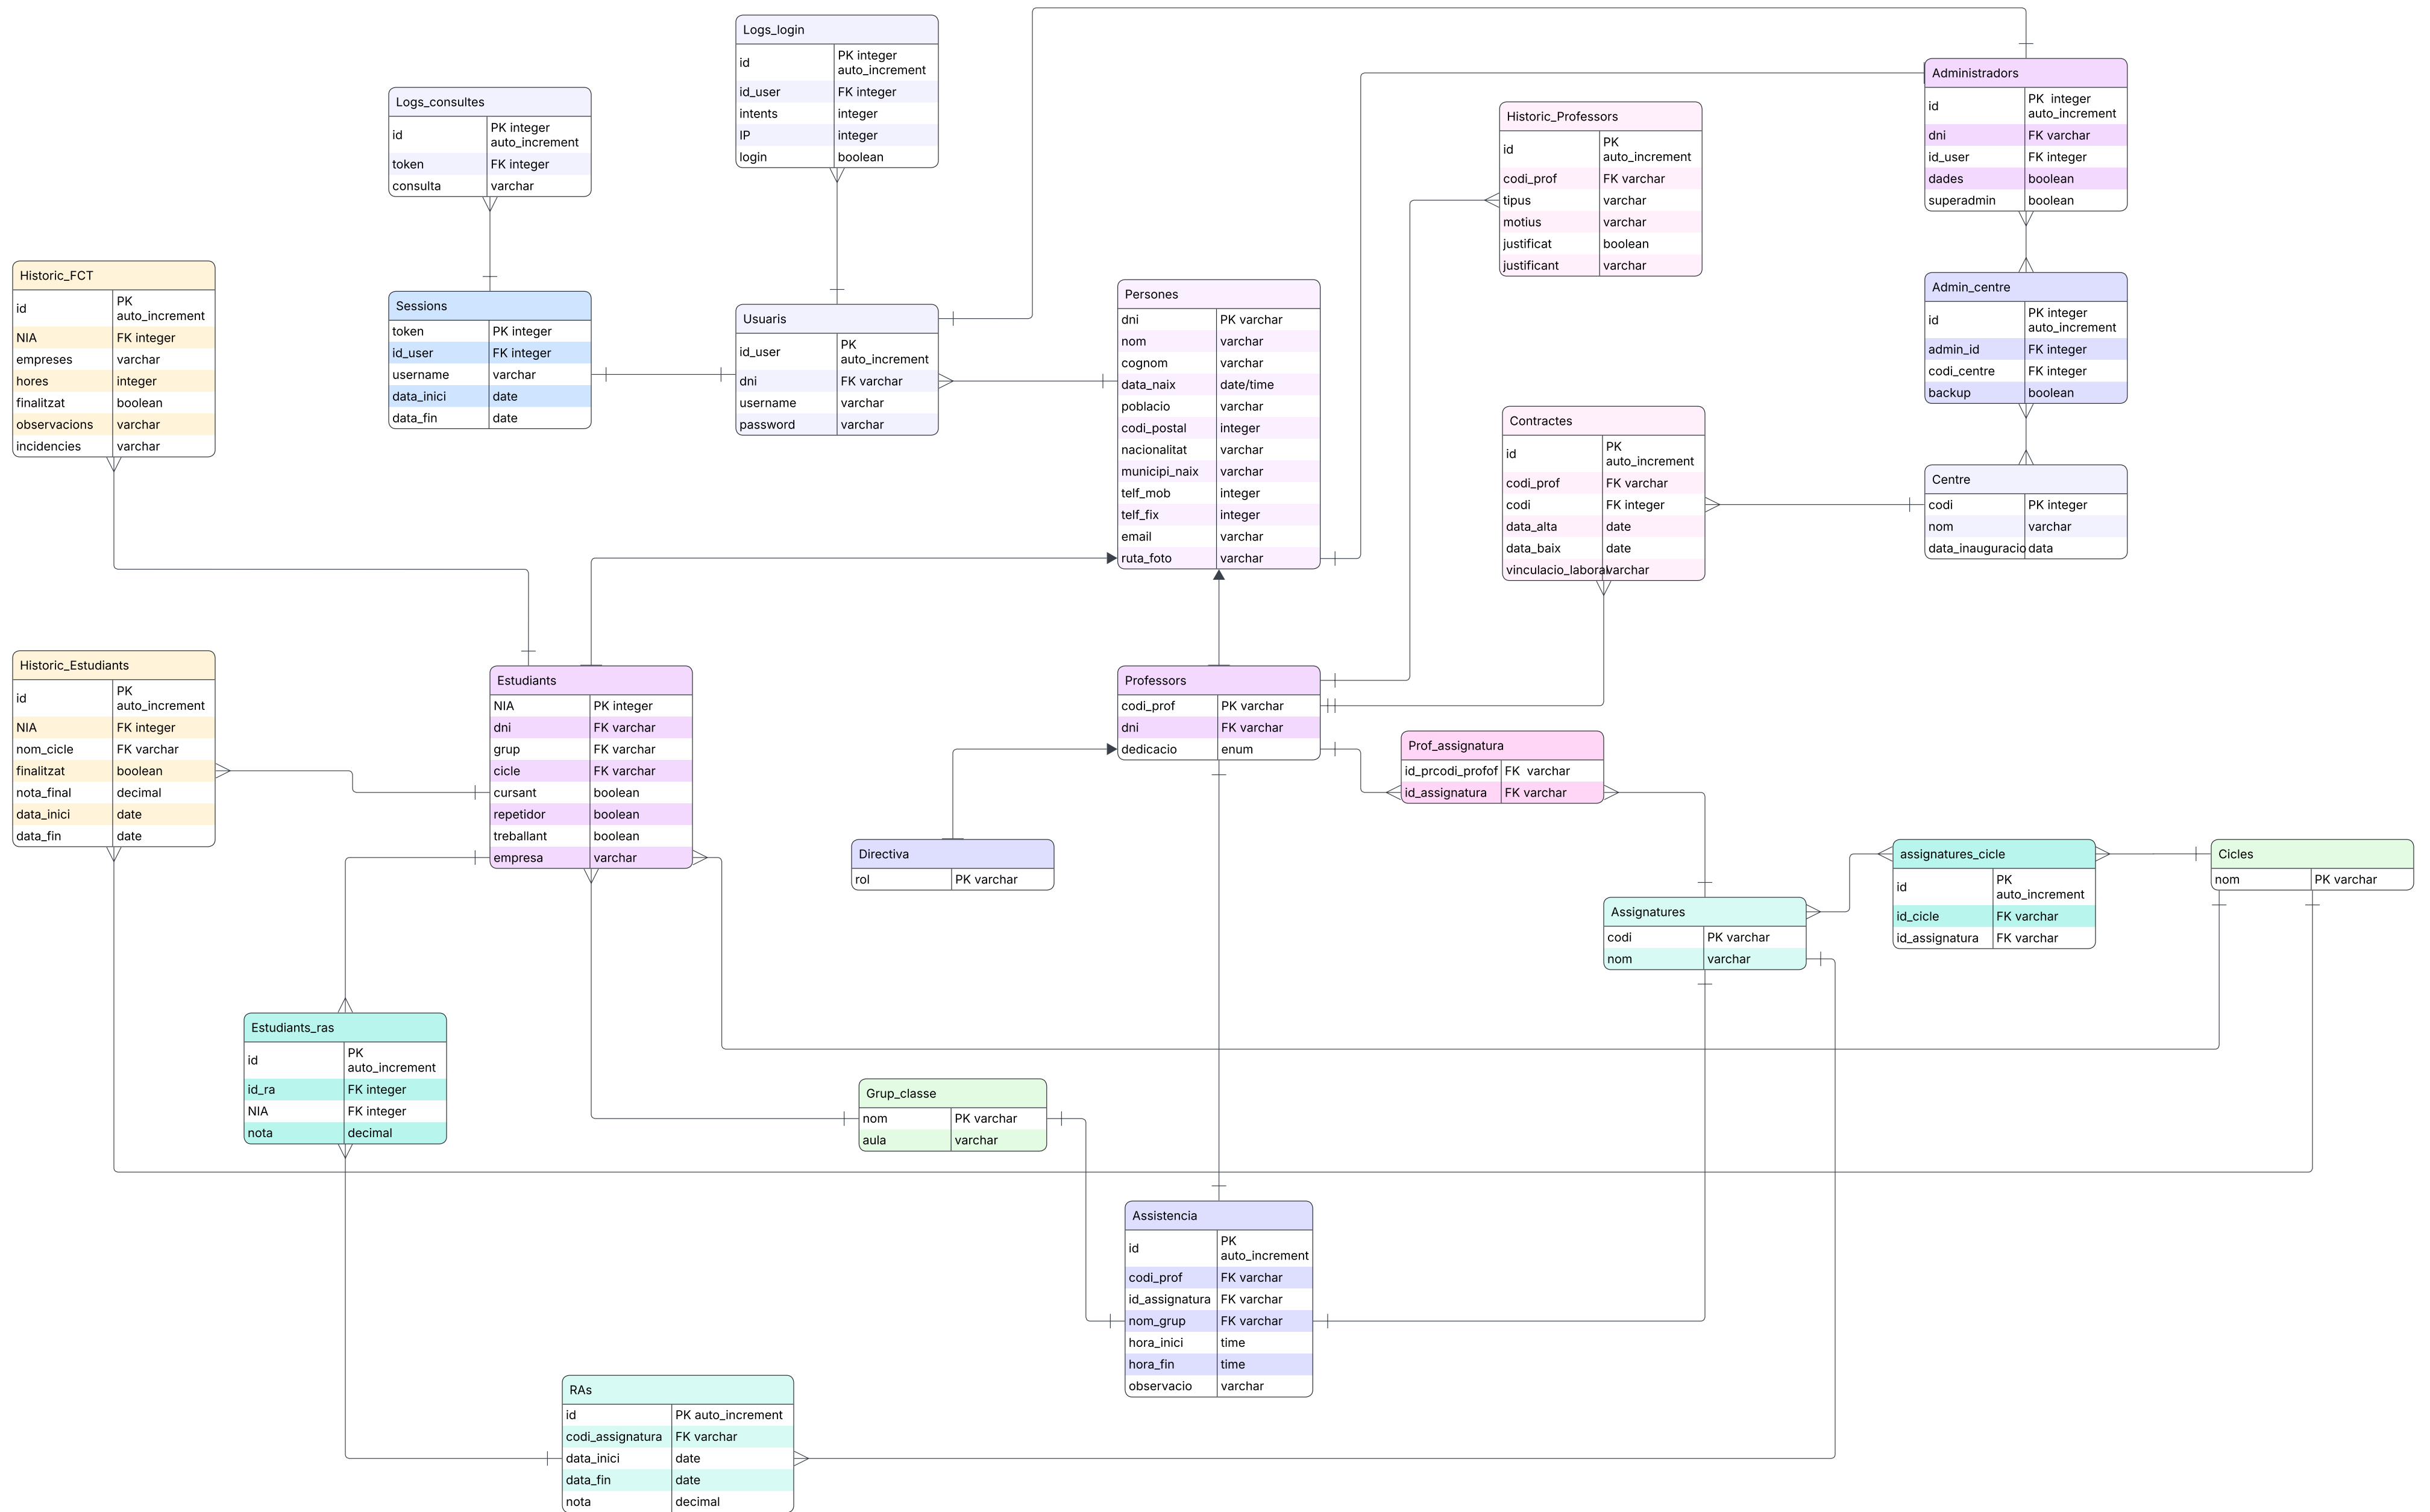 Logs_login
id PK integer
auto_increment
id_user FK integer
intents integer
IP integer
login boolean
Administradors
id PK integer
auto_increment
dni FK varchar
id_user FK integer
dades boolean
superadmin boolean
Logs_consultes
id PK integer
auto_increment
token FK integer
consulta varchar
Historic_Professors
id PK
auto_increment
codi_prof FK varchar
tipus varchar
motius varchar
justificat boolean
justificant varchar
Historic_FCT
id PK
auto_increment
NIA FK integer
empreses varchar
hores integer
finalitzat boolean
observacions varchar
incidencies varchar
Sessions
token PK integer
id_user FK integer
username varchar
data_inici date
data_fin date
Usuaris
id_user PK
auto_increment
dni FK varchar
username varchar
password varchar
Persones
dni PK varchar
nom varchar
cognom varchar
data_naix date/time
poblacio varchar
codi_postal integer
nacionalitat varchar
municipi_naix varchar
telf_mob integer
telf_fix integer
email varchar
ruta_foto varchar
Admin_centre
id PK integer
auto_increment
admin_id FK integer
codi_centre FK integer
backup boolean
Contractes
id PK
auto_increment
codi_prof FK varchar
codi FK integer
data_alta date
data_baix date
vinculacio_laboral varchar
Centre
codi PK integer
nom varchar
data_inauguracio data
Historic_Estudiants
id PK
auto_increment
NIA FK integer
nom_cicle FK varchar
finalitzat boolean
nota_final decimal
data_inici date
data_fin date
Estudiants
NIA PK integer
dni FK varchar
grup FK varchar
cicle FK varchar
cursant boolean
repetidor boolean
treballant boolean
empresa varchar
Professors
codi_prof PK varchar
dni FK varchar
dedicacio enum
Prof_assignatura
id_prcodi_profof FK varchar
id_assignatura FK varchar
Directiva
rol PK varchar
Assignatures
codi PK varchar
nom varchar
assignatures_cicle
id PK
auto_increment
id_cicle FK varchar
id_assignatura FK varchar
Cicles
nom PK varchar
Estudiants_ras
id PK
auto_increment
id_ra FK integer
NIA FK integer
nota decimal
Grup_classe
nom PK varchar
aula varchar
Assistencia
id PK
auto_increment
codi_prof FK varchar
id_assignatura FK varchar
nom_grup FK varchar
hora_inici time
hora_fin time
observacio varchar
RAs
id PK auto_increment
codi_assignatura FK varchar
data_inici date
data_fin date
nota decimal